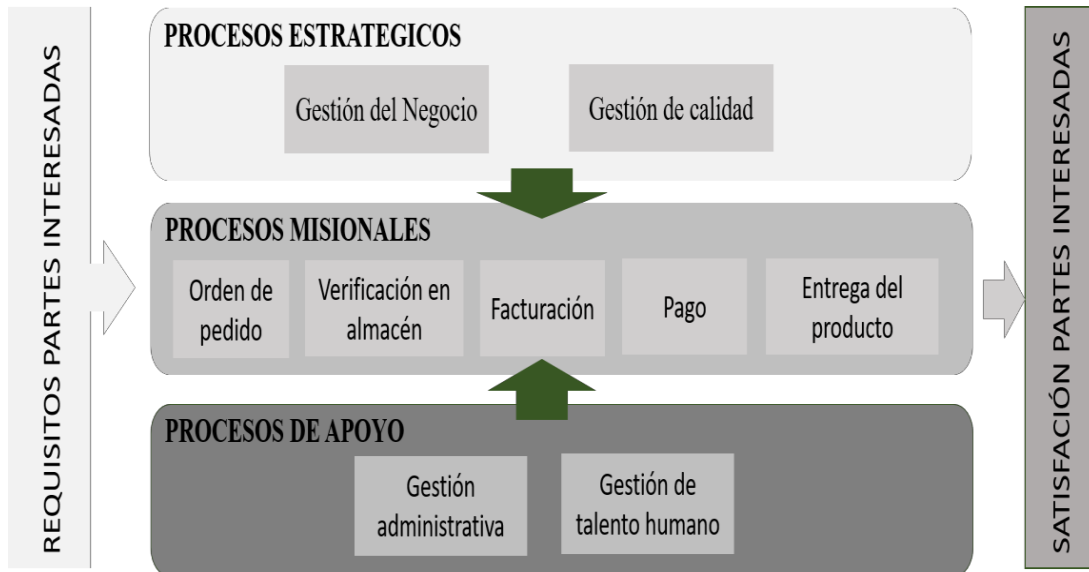 REQUISITOS PARTES INTERESADAS
PROCESOS ESTRATEGICOS
Gestión del Negocio
Gestión de calidad
PROCESOS MISIONALES
Orden de
pedido
Verificación en
almacén
Facturación
Pago
Entrega del
producto
PROCESOS DE APOYO
Gestión
administrativa
Gestión de
talento humano
SATISFACCIÓN PARTES INTERESADAS